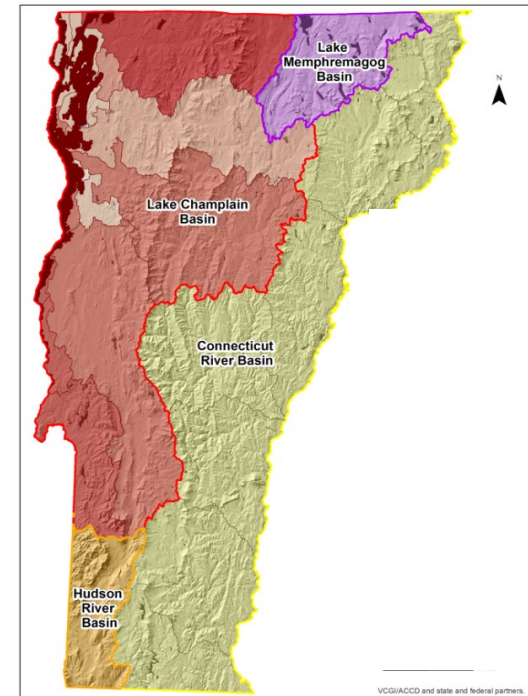 Lake
Memphremagog
Basin
N
Lake Champlain
Basin
Connecticut
River Basin
Hudson
River
Basin
VCGI/ACCD and state and federal partners.